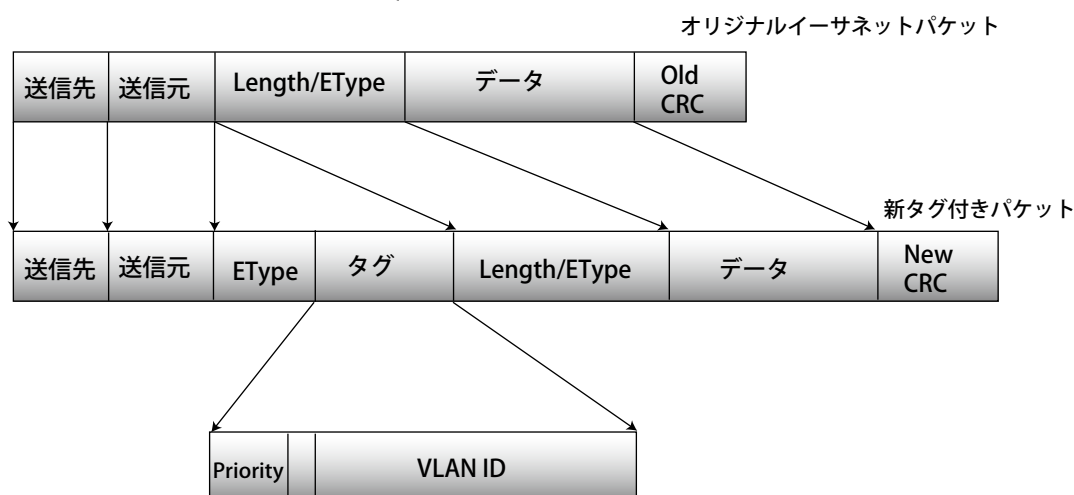 オリジナルイーサネットパケット
送信先 送信元 Length/EType データ Old
CRC
新タグ付きパケット
送信先 送信元 EType タグ Length/EType データ New
CRC
Priority VLAN ID